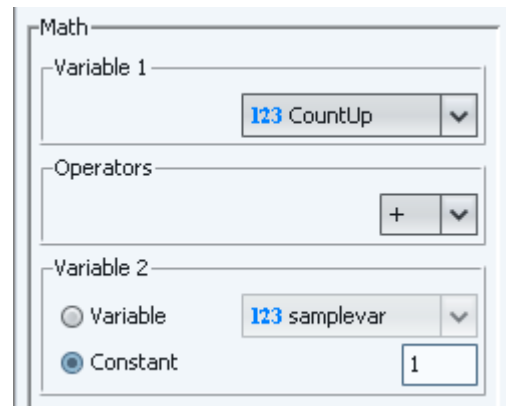 Math
Variable 1
123 CountUp
Operators
+
Variable 2
Variable 123 samplevar
Constant 1